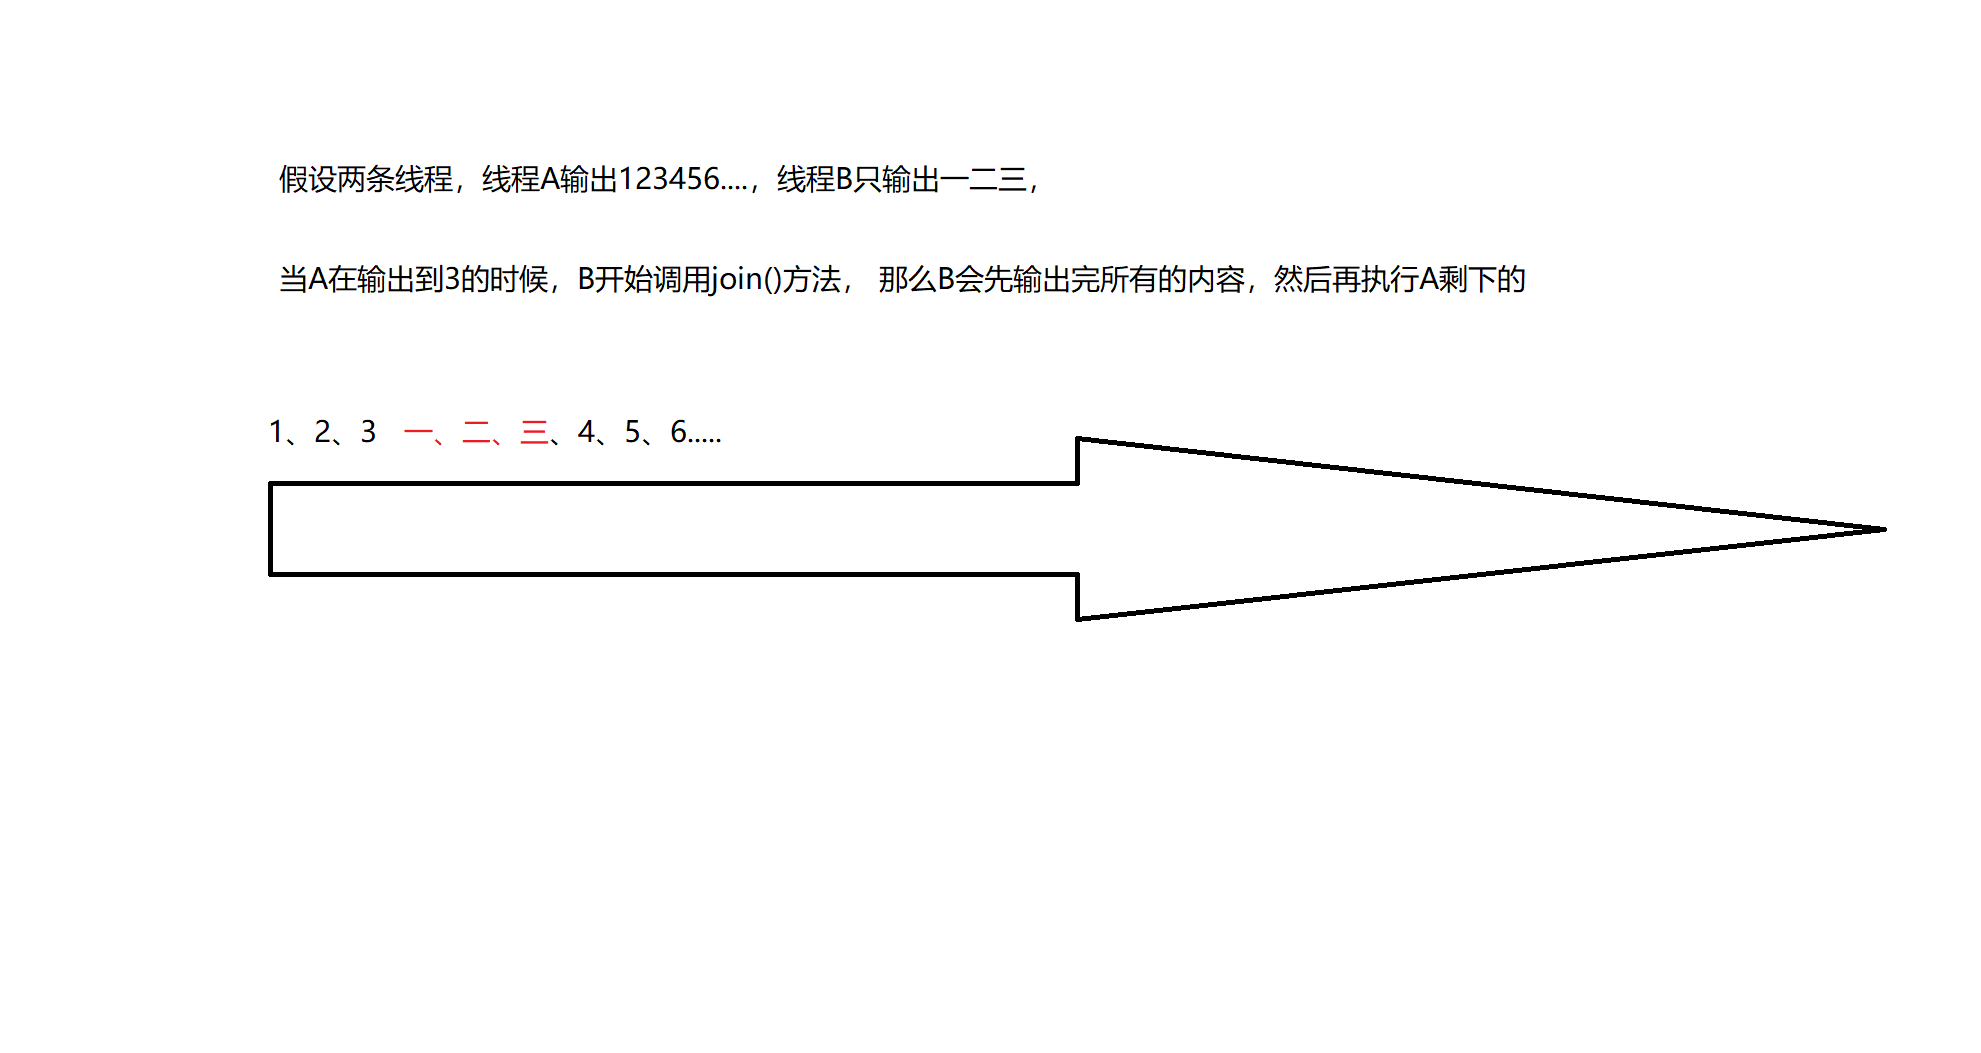 假设两条线程，线程A输出123456....，线程B只输出一二三，
当A在输出到3的时候，B开始调用join()方法， 那么B会先输出完所有的内容，然后再执行A剩下的
1、2、3 一、二、三、4、5、6.....